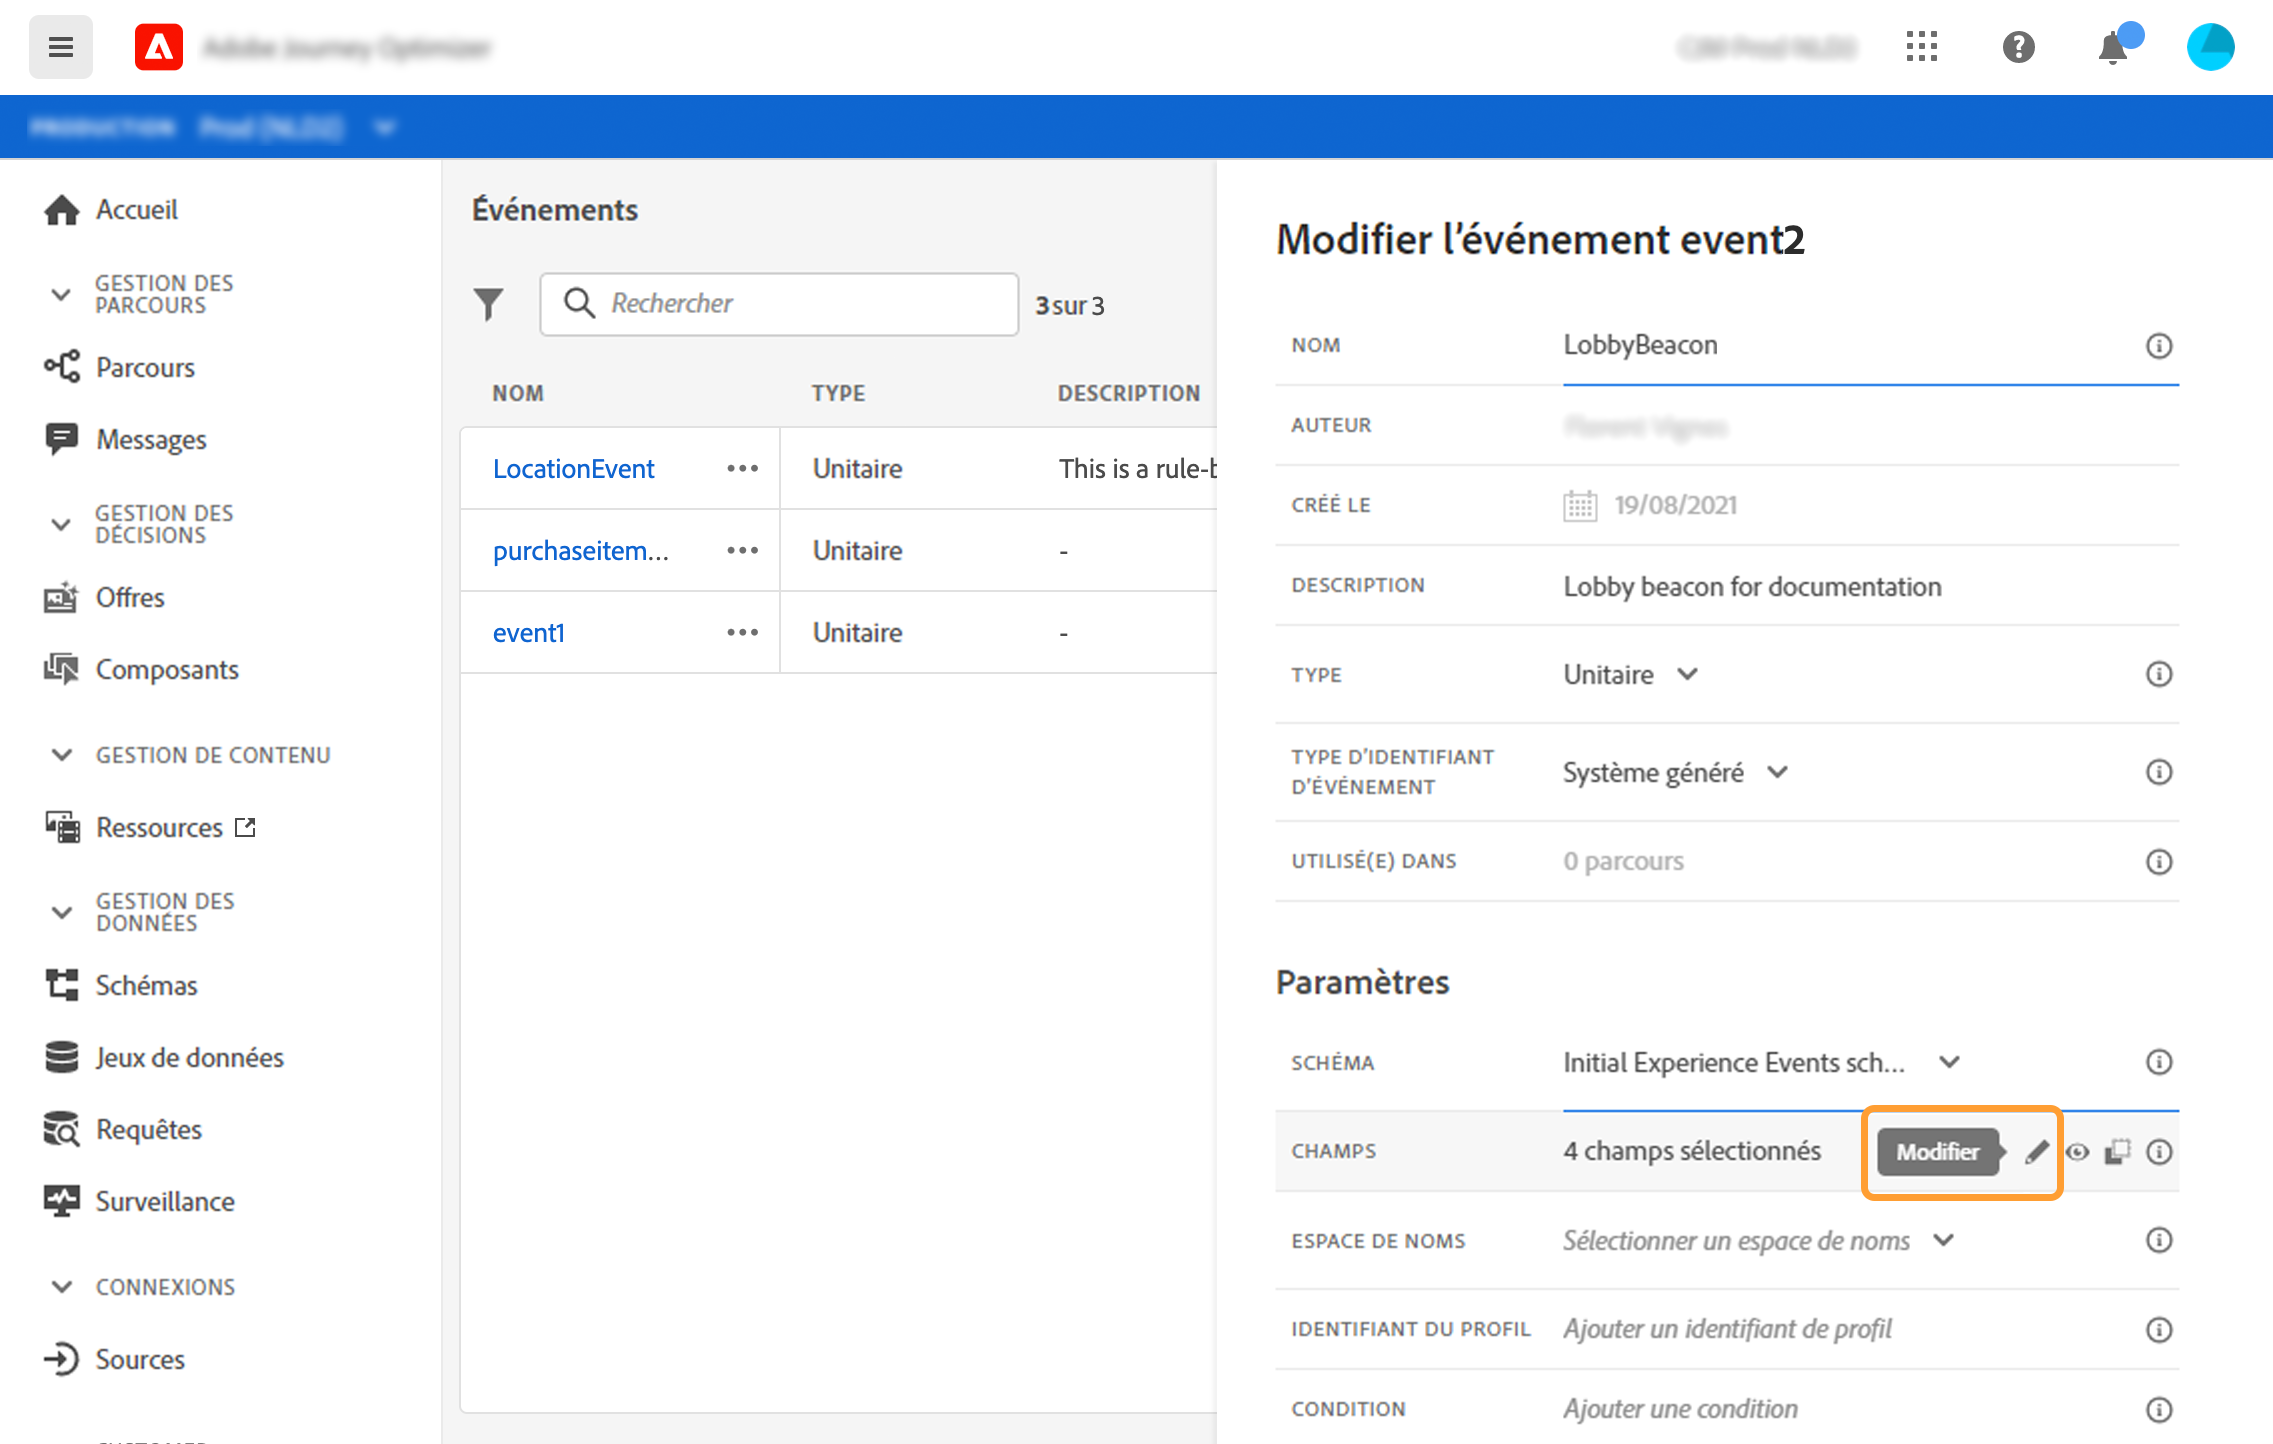 Accueil
GESTION DES
PARCOURS
Parcours
Messages
GESTION DES
DÉCISIONS
Offres
Composants
GESTION DE CONTENU
Ressources
GESTION DES
DONNÉES
Schémas
Jeux de données
Requêtes
Surveillance
CONNEXIONS
Sources
Événements
Rechercher
3 sur 3
NOM TYPE DESCRIPTION
LocationEvent ••• Unitaire This is a rule-b
purchaseitem... ••• Unitaire -
event1 ••• Unitaire -
Modifier l’événement event2
NOM LobbyBeacon
AUTEUR
CRÉÉ LE 19/08/2021
DESCRIPTION Lobby beacon for documentation
TYPE Unitaire
TYPE D’IDENTIFIANT
D’ÉVÉNEMENT
Système généré
UTILISÉ(E) DANS 0 parcours
Paramètres
SCHÉMA Initial Experience Events sch...
CHAMPS 4 champs sélectionnés Modifier
ESPACE DE NOMS Sélectionner un espace de noms
IDENTIFIANT DU PROFIL Ajouter un identifiant de profil
CONDITION Ajouter une condition